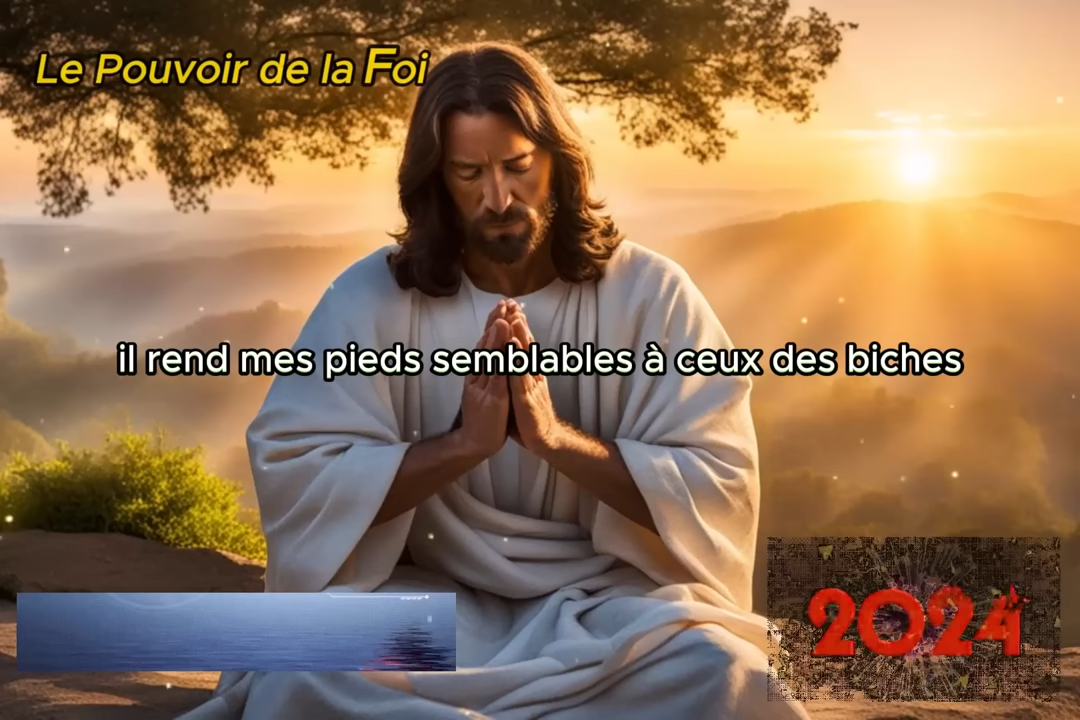 Le Pouvoir de la Foi
il rend mes pieds semblables à ceux des biches
2024